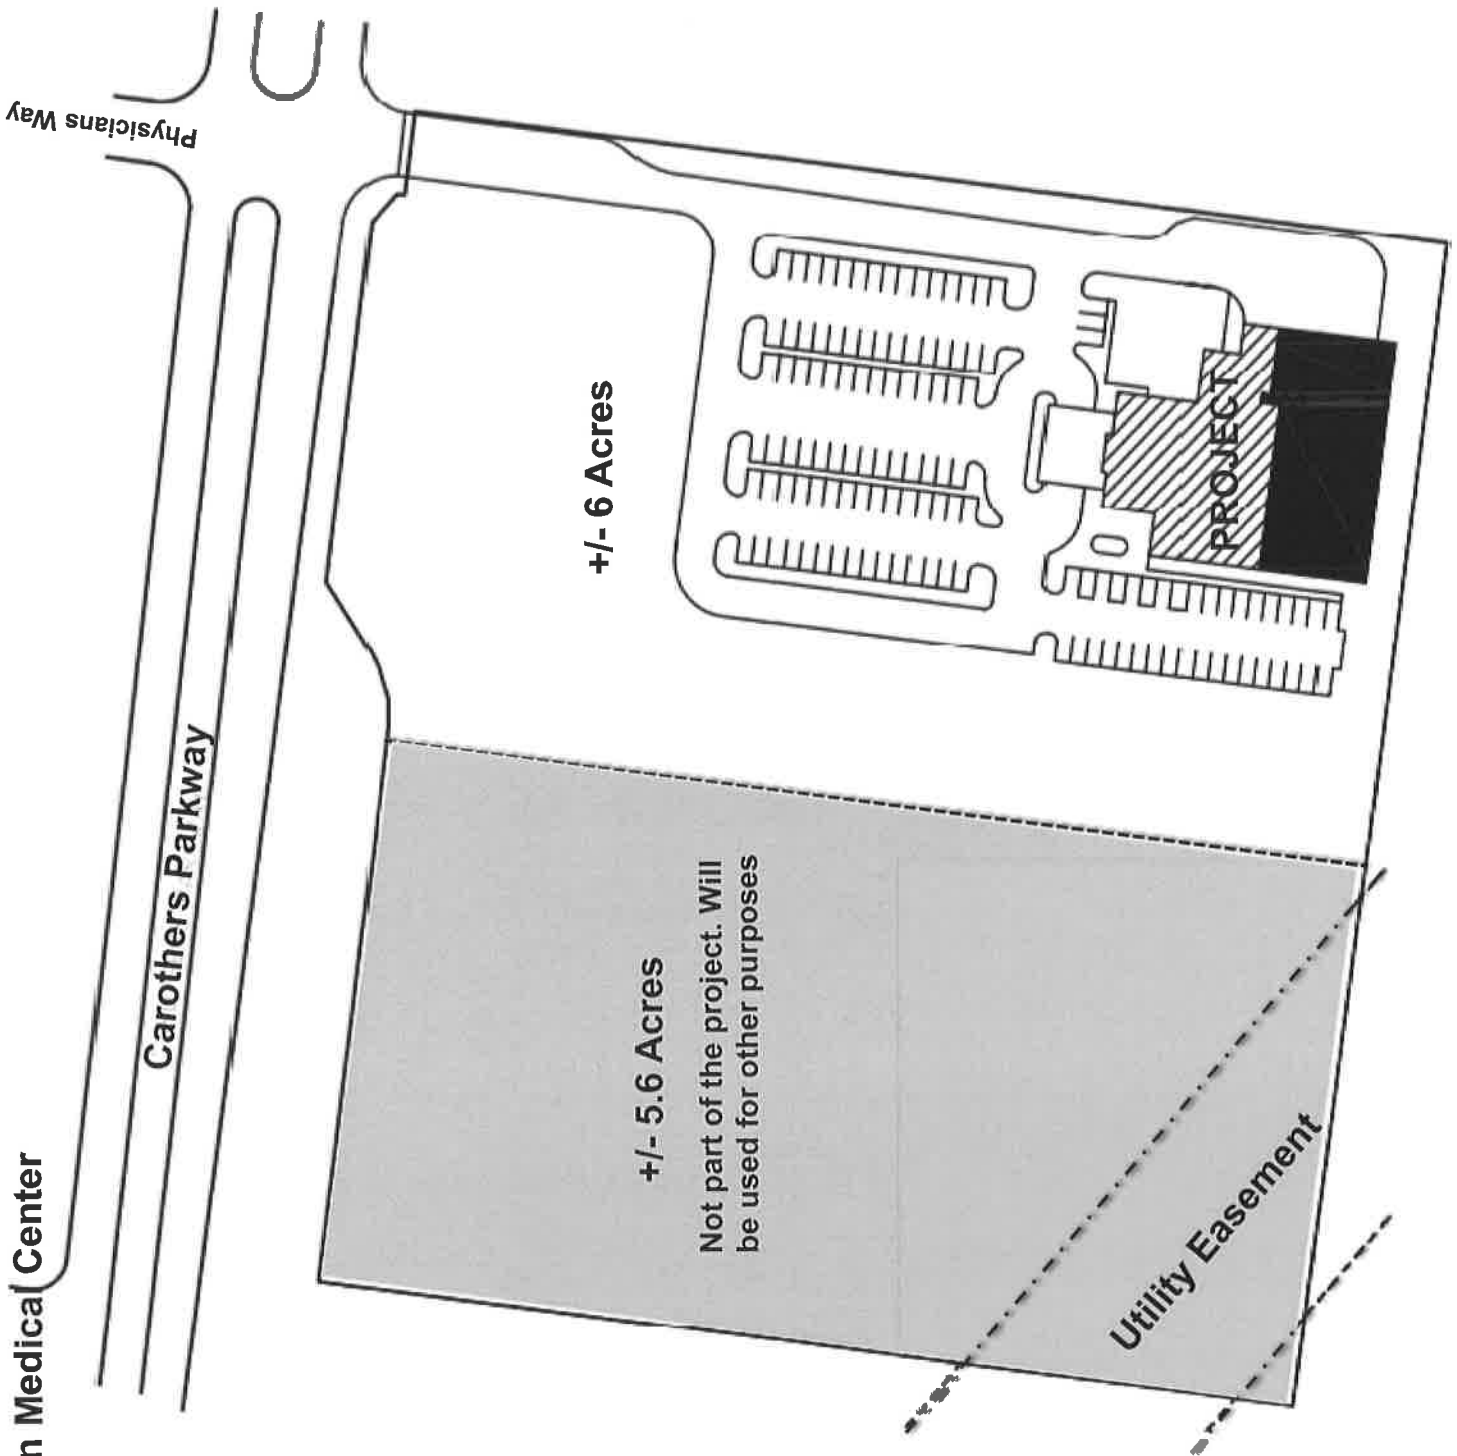 Physicians Way
Carothers Parkway
n Medical Center
+/- 6 Acres
PROJECT
+/- 5.6 Acres
Not part of the project. Will
be used for other purposes
Utility Easement